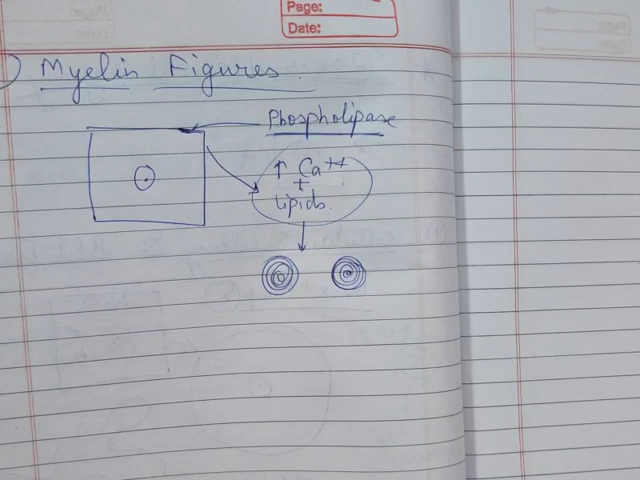 Page:
Date:
Myelin Figures.
Phospholipase
↑ Ca++
+
lipids.